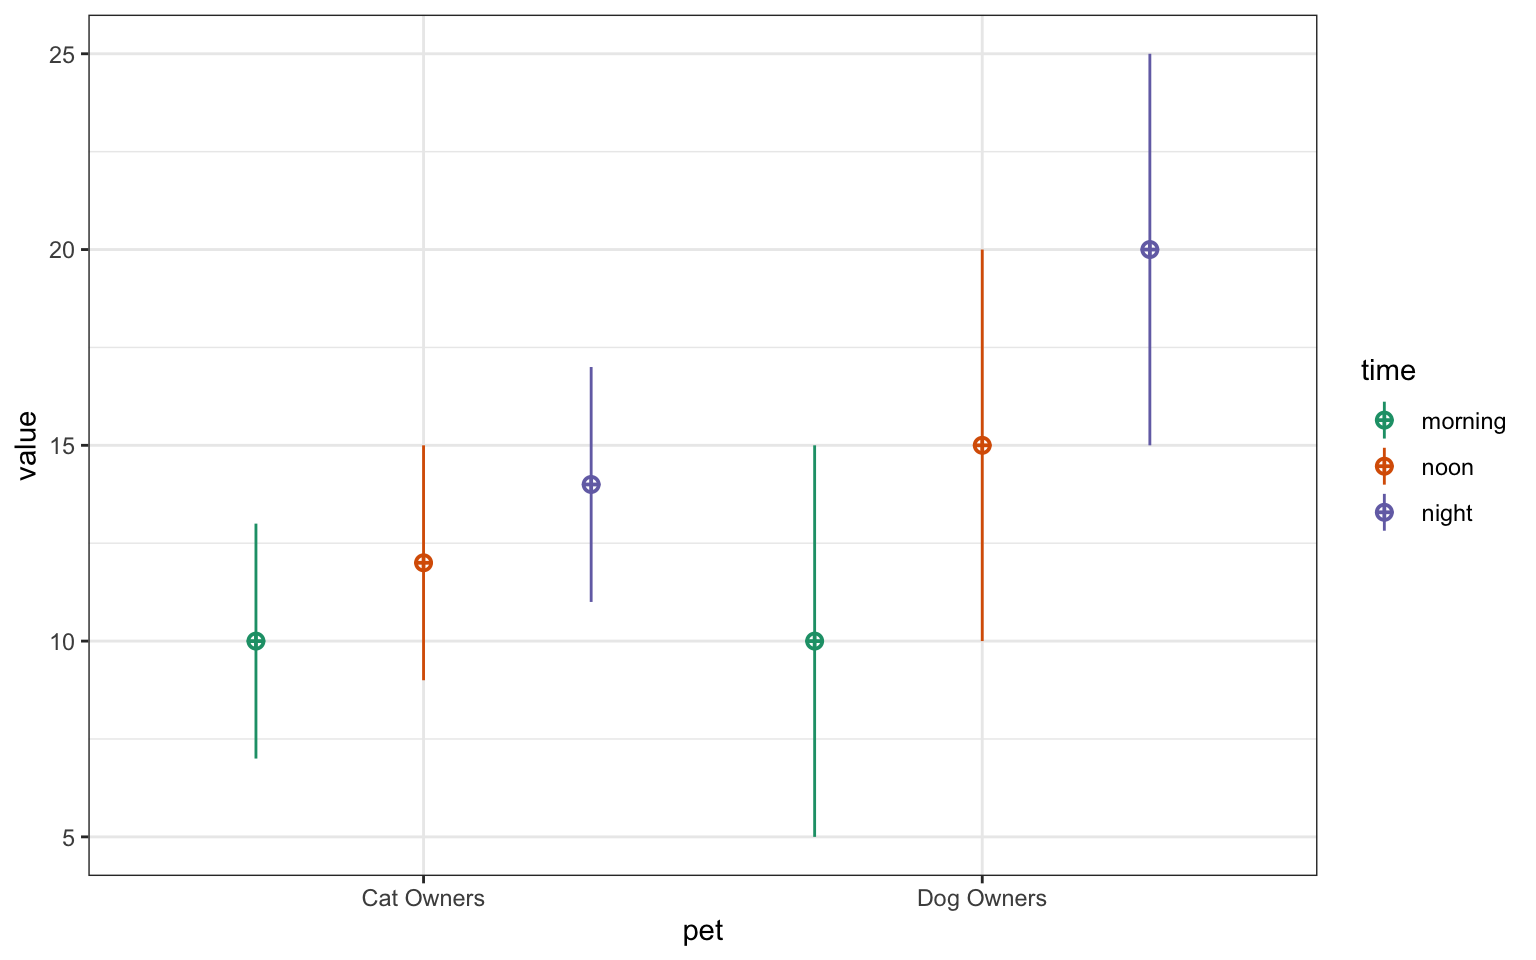 25
20
15
10
5
value
Cat Owners
Dog Owners
pet
time
morning
noon
night